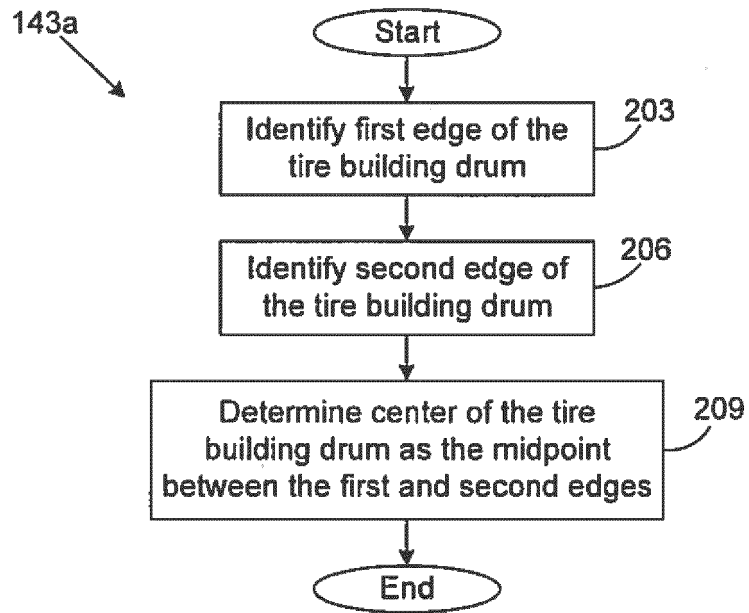 143a
Start
Identify first edge of the
tire building drum
203
Identify second edge of
the tire building drum
206
Determine center of the tire
building drum as the midpoint
between the first and second edges
209
End